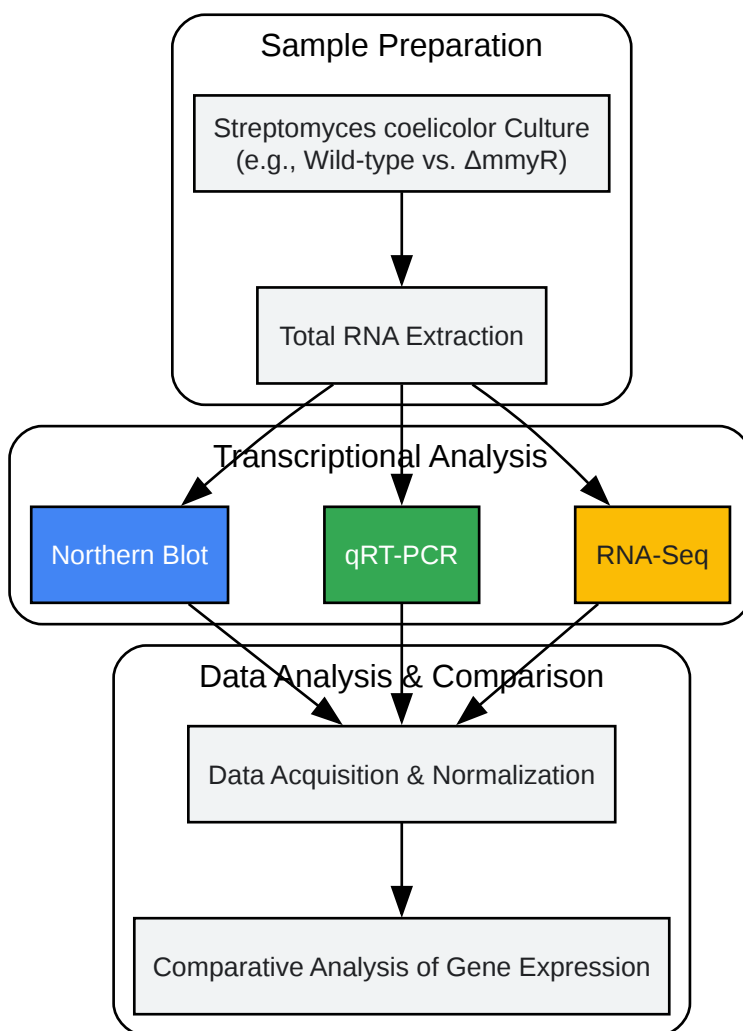 Sample Preparation
Streptomyces coelicolor Culture
(e.g., Wild-type vs. ΔmmyR)
Total RNA Extraction
Transcriptional Analysis
Northern Blot
qRT-PCR
RNA-Seq
Data Analysis & Comparison
Data Acquisition & Normalization
Comparative Analysis of Gene Expression